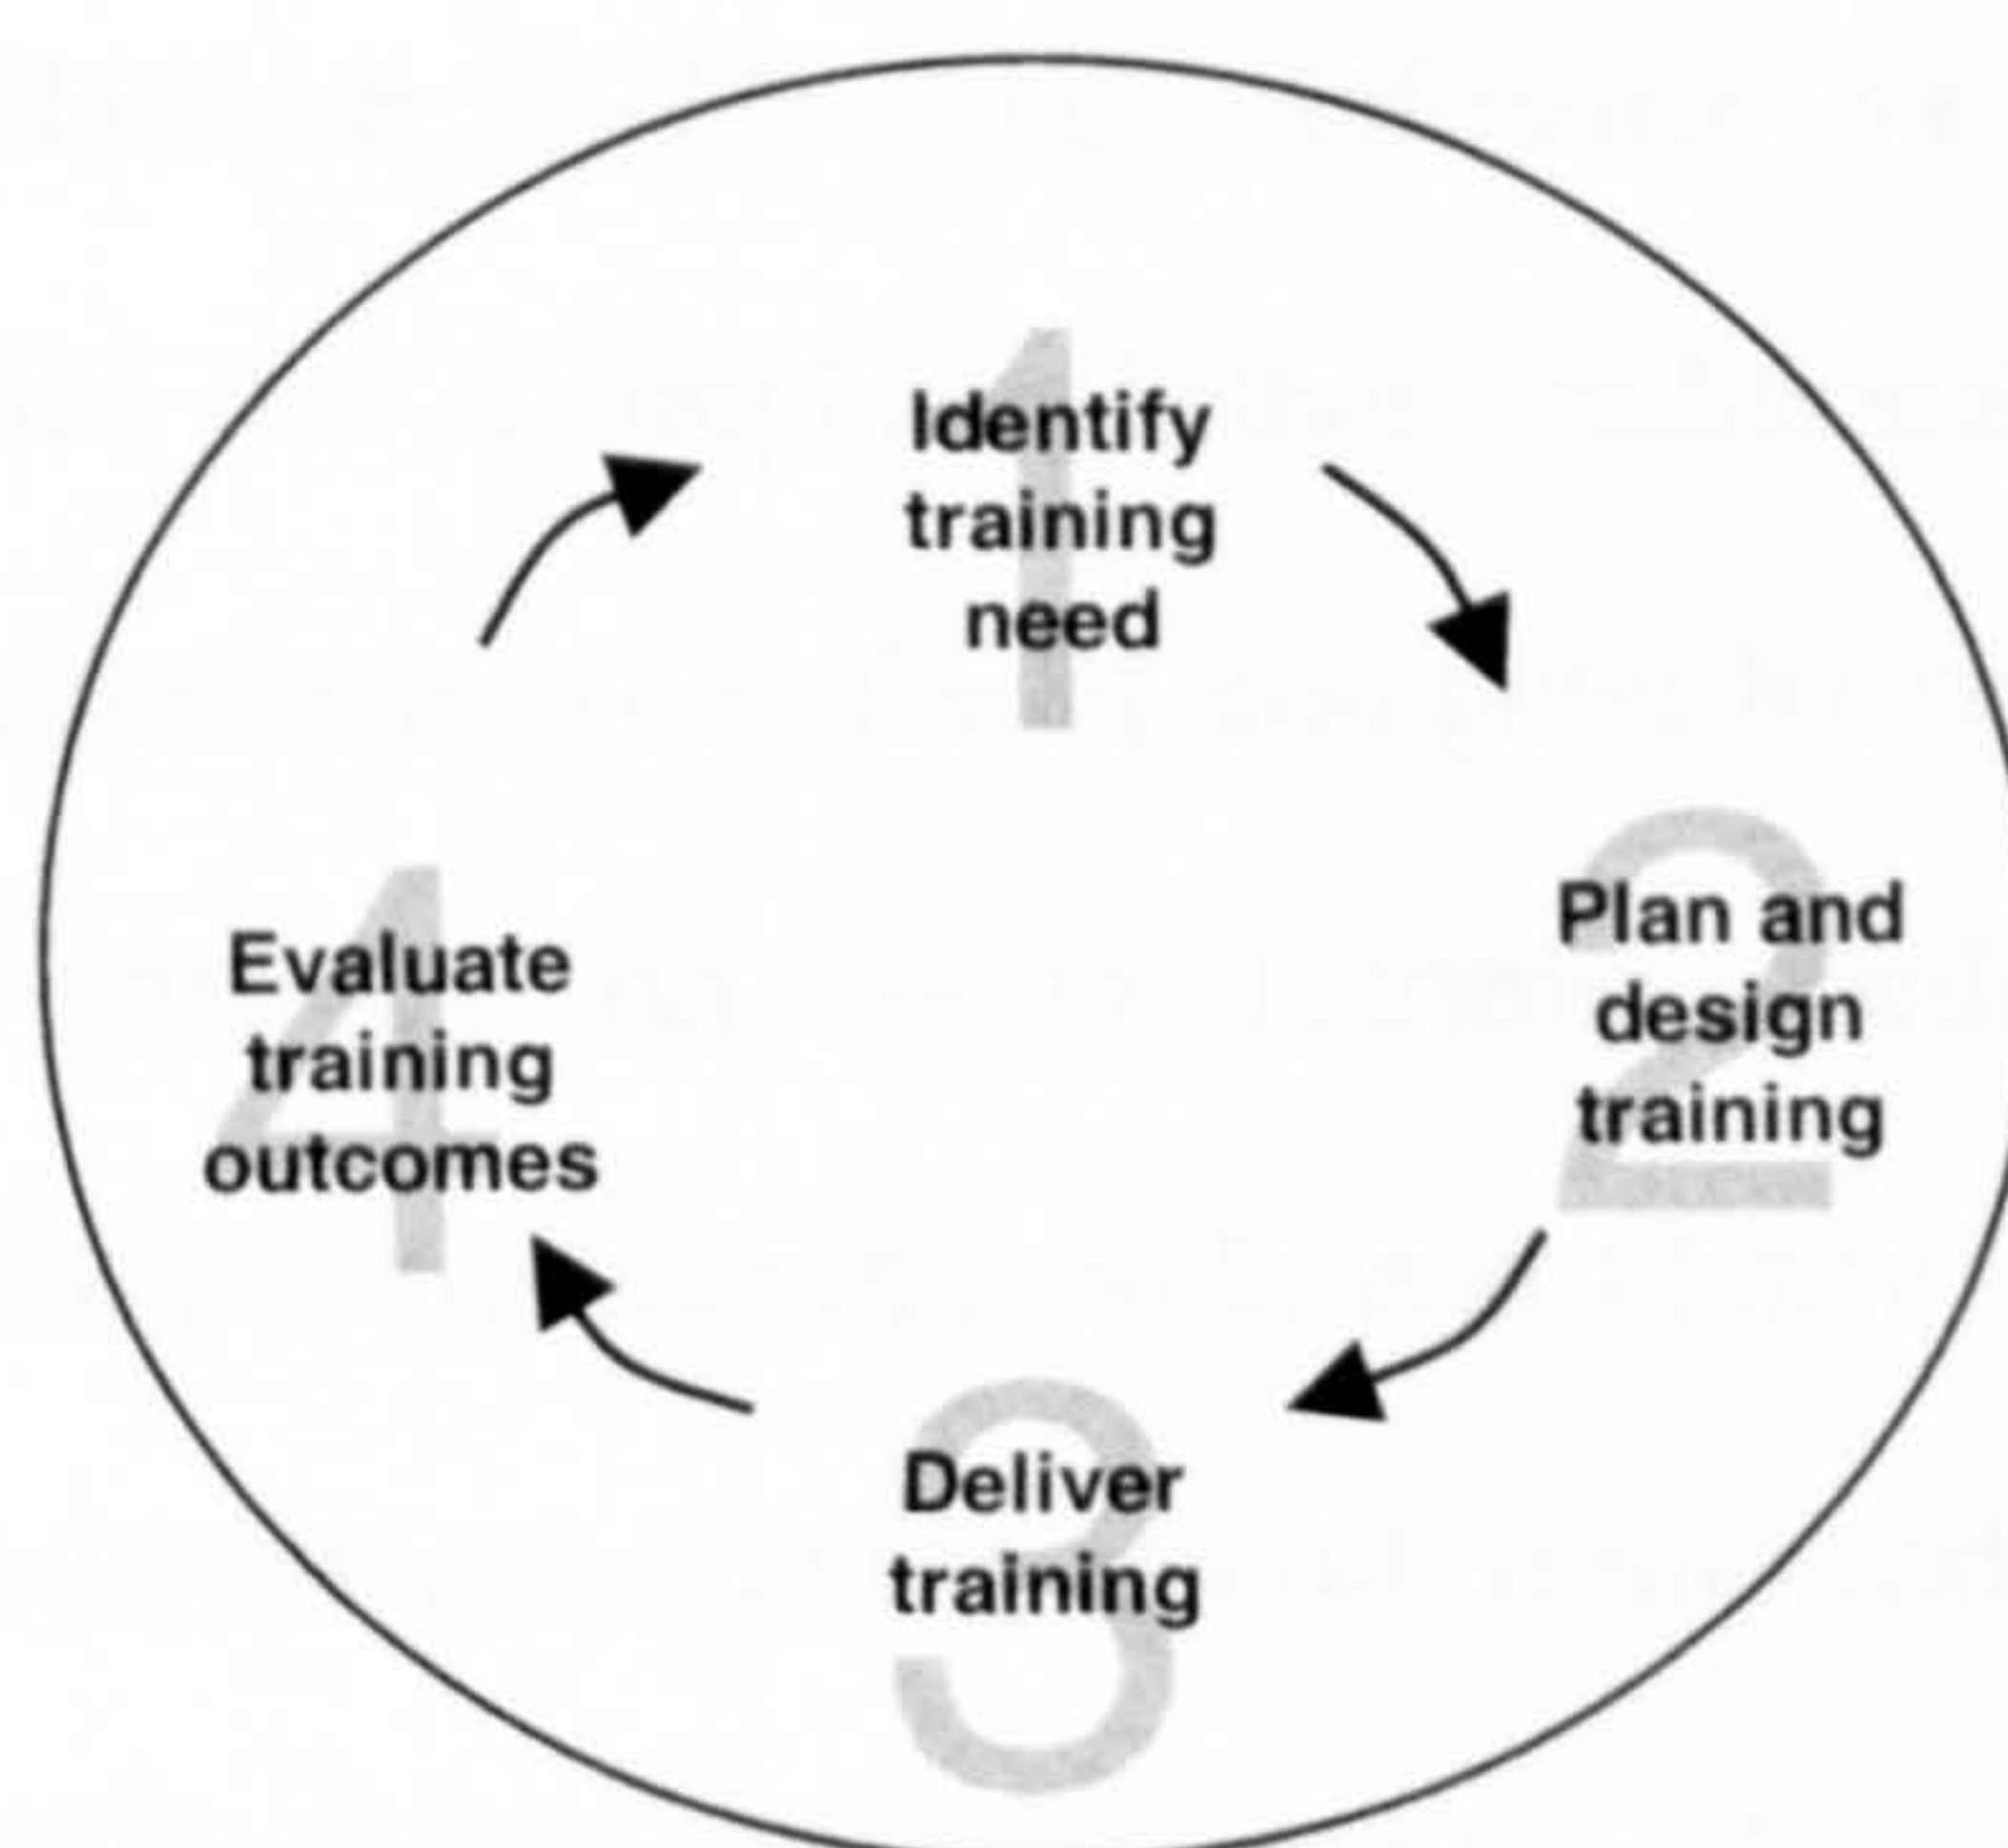 1
Identify
training
need
2
Plan and
design
training
3
Deliver
training
4
Evaluate
training
outcomes